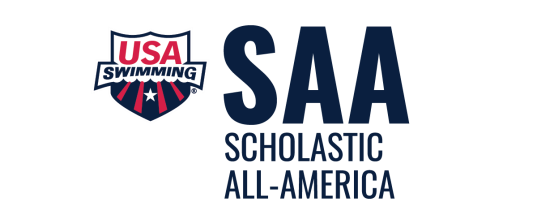 USA
SWIMMING
®
SAA
SCHOLASTIC
ALL-AMERICA